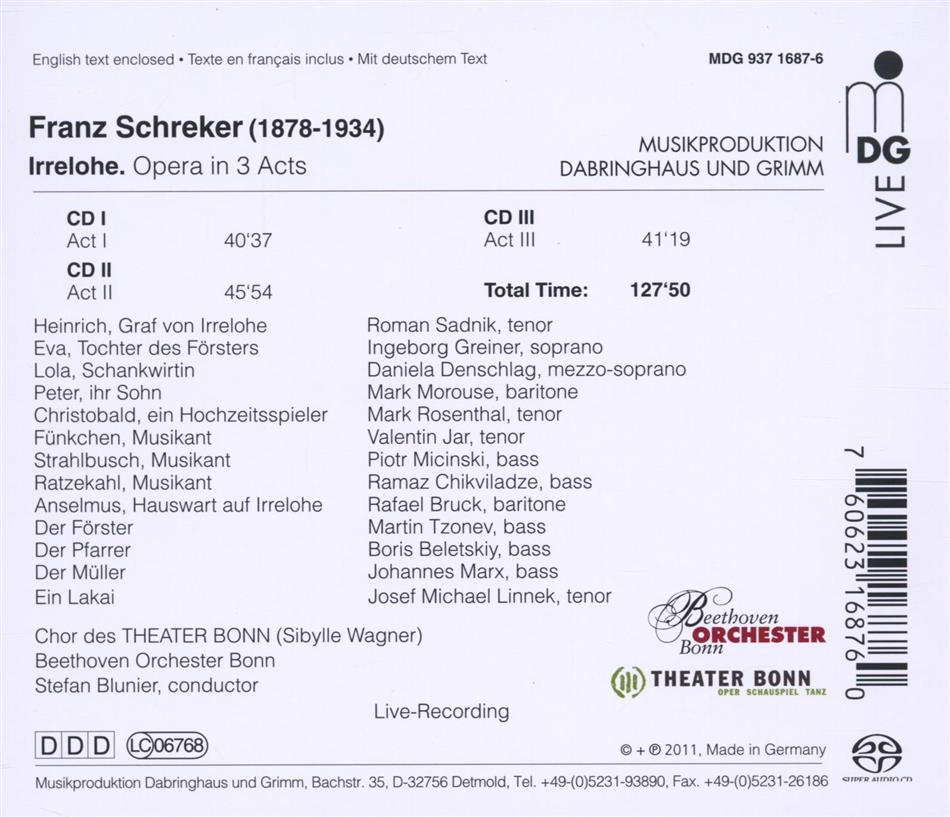 English text enclosed • Texte en français inclus • Mit deutschem Text
MDG 937 1687-6
Franz Schreker (1878-1934)
Irrelohe. Opera in 3 Acts
MUSIKPRODUKTION
DABRINGHAUS UND GRIMM
m
DG
LIVE
CD I
Act I 40‘37
CD II
Act II 45‘54
CD III
Act III 41‘19
Total Time: 127‘50
Heinrich, Graf von Irrelohe Roman Sadnik, tenor
Eva, Tochter des Försters Ingeborg Greiner, soprano
Lola, Schankwirtin Daniela Denschlag, mezzo-soprano
Peter, ihr Sohn Mark Morouse, baritone
Christobald, ein Hochzeitsspieler Mark Rosenthal, tenor
Fünkchen, Musikant Valentin Jar, tenor
Strahlbusch, Musikant Piotr Micinski, bass
Ratzekahl, Musikant Ramaz Chikviladze, bass
Anselmus, Hauswart auf Irrelohe Rafael Bruck, baritone
Der Förster Martin Tzonev, bass
Der Pfarrer Boris Beletskiy, bass
Der Müller Johannes Marx, bass
Ein Lakai Josef Michael Linnek, tenor
Chor des THEATER BONN (Sibylle Wagner)
Beethoven Orchester Bonn
Stefan Blunier, conductor
Live-Recording
Beethoven
ORCHESTER
Bonn
THEATER BONN
OPER SCHAUSPIEL TANZ
7 60623 16876 0
D D D
LC 06768
© + ℗ 2011, Made in Germany
SUPER AUDIO CD
Musikproduktion Dabringhaus und Grimm, Bachstr. 35, D-32756 Detmold, Tel. +49-(0)5231-93890, Fax. +49-(0)5231-26186